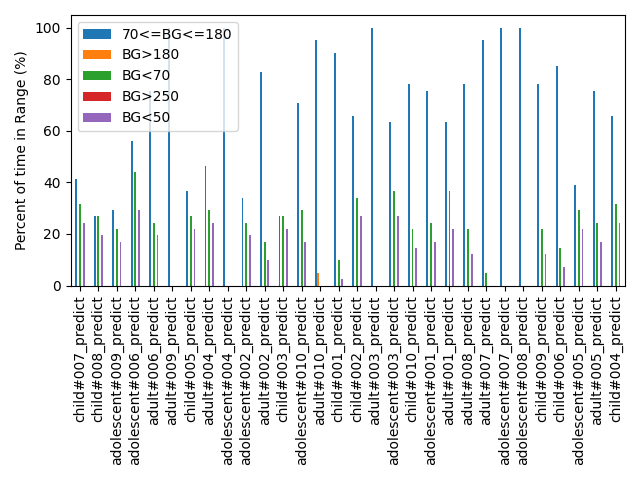 100
80
60
40
20
0
Percent of time in Range (%)
70<=BG<=180
BG>180
BG<70
BG>250
BG<50
child#007_predict
child#008_predict
adolescent#009_predict
adolescent#006_predict
adult#006_predict
adult#009_predict
child#005_predict
adult#004_predict
adolescent#004_predict
adolescent#002_predict
adult#002_predict
child#003_predict
adolescent#010_predict
adult#010_predict
child#001_predict
child#002_predict
adult#003_predict
adolescent#003_predict
child#010_predict
adolescent#001_predict
adult#001_predict
adult#008_predict
adult#007_predict
adolescent#007_predict
adolescent#008_predict
child#009_predict
child#006_predict
adolescent#005_predict
adult#005_predict
child#004_predict